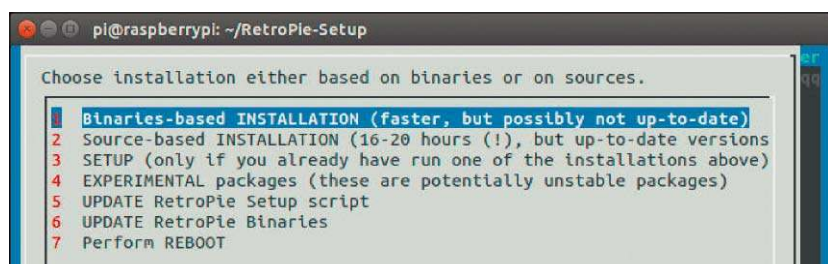 pi@raspberrypi: ~/RetroPie-Setup
er
Choose installation either based on binaries or on sources.
qq
1 Binaries-based INSTALLATION (faster, but possibly not up-to-date)
2 Source-based INSTALLATION (16-20 hours (!), but up-to-date versions
3 SETUP (only if you already have run one of the installations above)
4 EXPERIMENTAL packages (these are potentially unstable packages)
5 UPDATE RetroPie Setup script
6 UPDATE RetroPie Binaries
7 Perform REBOOT